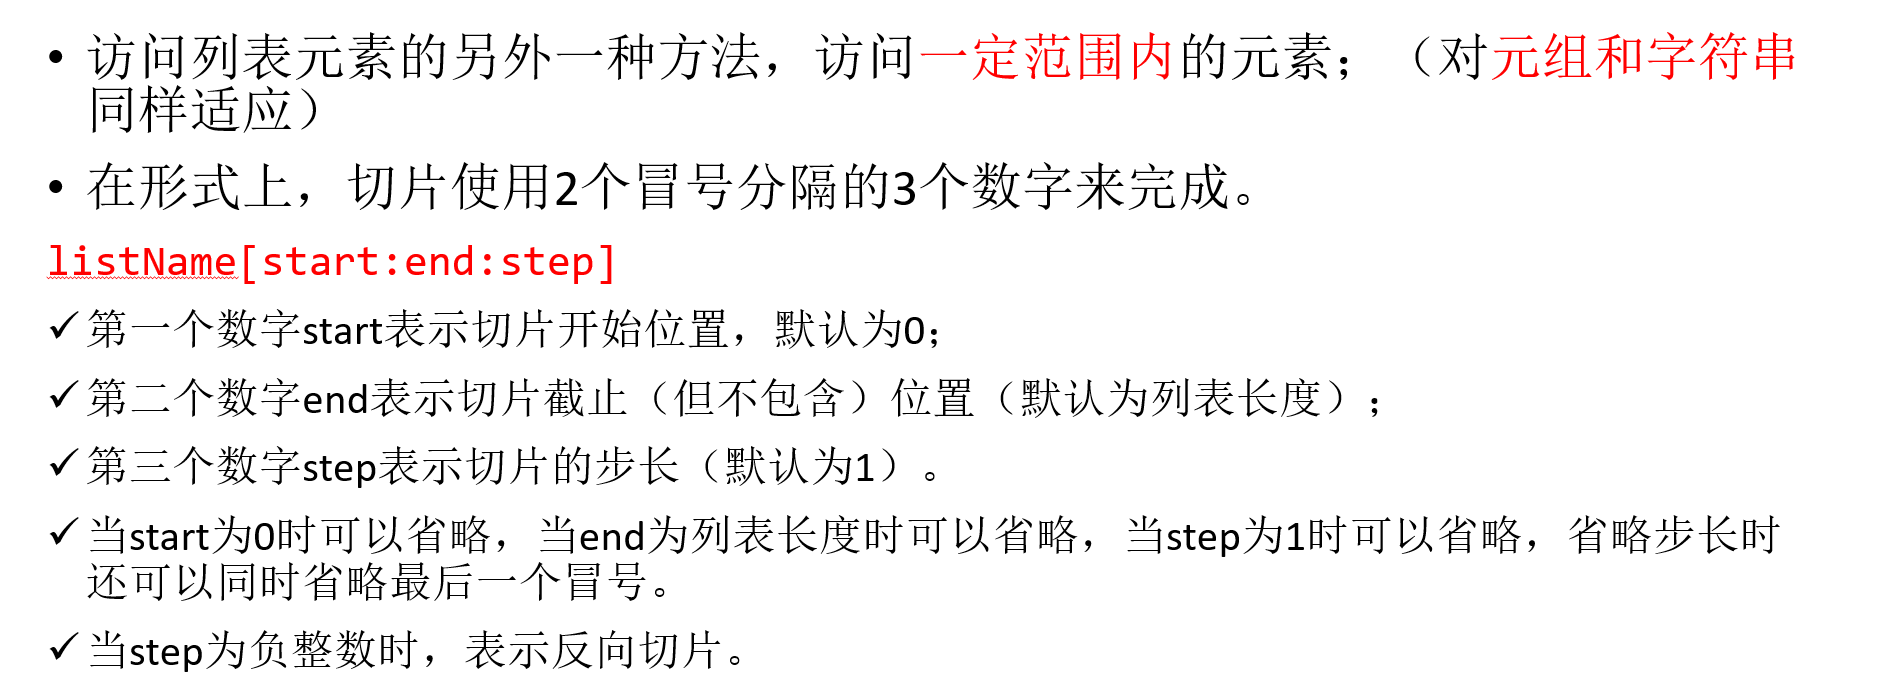 • 访问列表元素的另外一种方法，访问一定范围内的元素；（对元组和字符串
同样适应）
• 在形式上，切片使用2个冒号分隔的3个数字来完成。
listName[start:end:step]
✓第一个数字start表示切片开始位置，默认为0；
✓第二个数字end表示切片截止（但不包含）位置（默认为列表长度）；
✓第三个数字step表示切片的步长（默认为1）。
✓当start为0时可以省略，当end为列表长度时可以省略，当step为1时可以省略，省略步长时
还可以同时省略最后一个冒号。
✓当step为负整数时，表示反向切片。